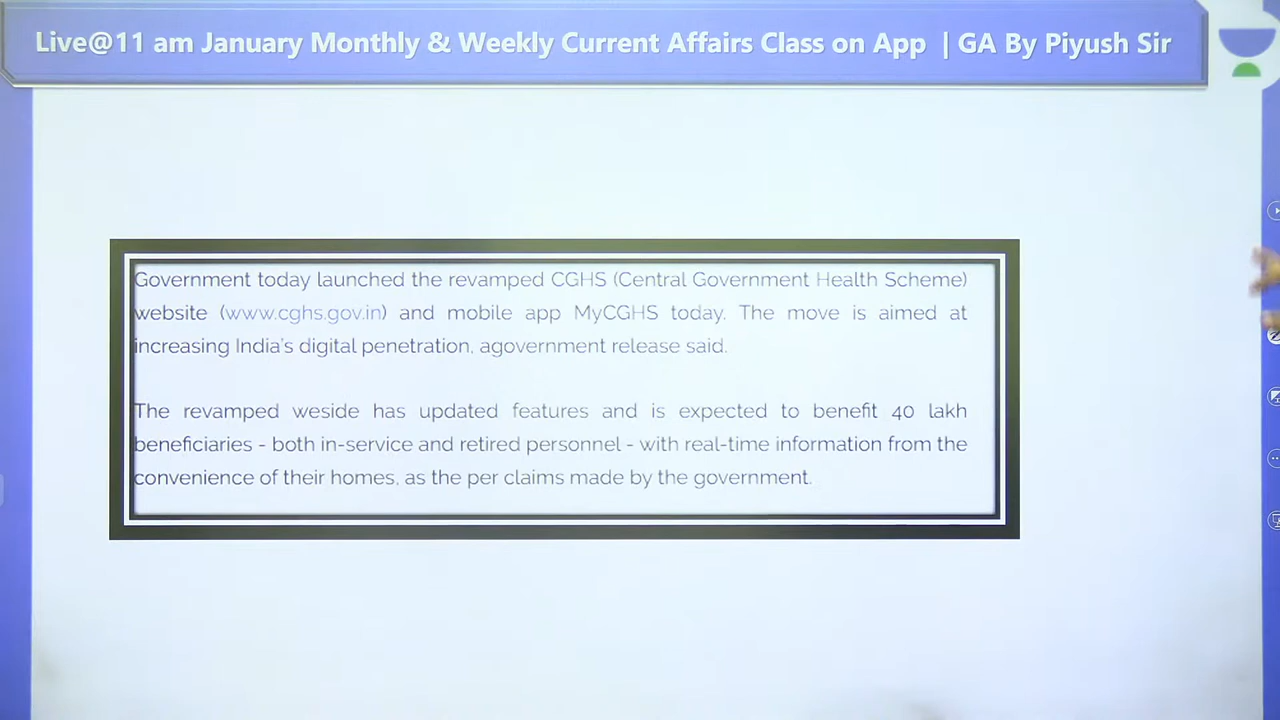 Live@11 am January Monthly & Weekly Current Affairs Class on App | GA By Piyush Sir
Government today launched the revamped CGHS (Central Government Health Scheme)
website (www.cghs.gov.in) and mobile app MyCGHS today. The move is aimed at
increasing India's digital penetration, agovernment release said.
The revamped weside has updated features and is expected to benefit 40 lakh
beneficiaries - both in-service and retired personnel - with real-time information from the
convenience of their homes, as the per claims made by the government.